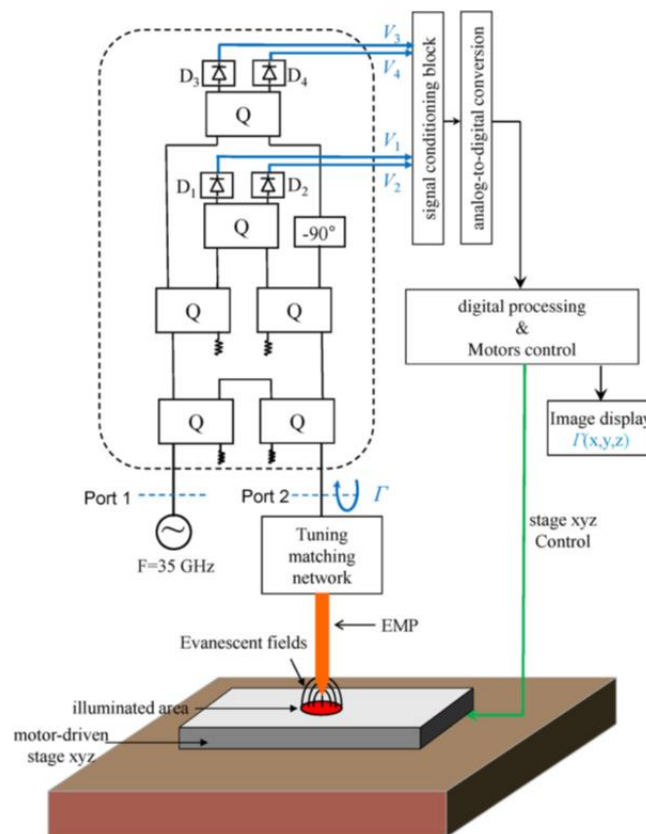 V3
V4
D3
D4
Q
V1
V2
D1
D2
Q
-90°
signal conditioning block
analog-to-digital conversion
Q
Q
digital processing
&
Motors control
Q
Q
Image display
Γ(x,y,z)
Port 1
Port 2
Γ
F=35 GHz
Tuning
matching
network
stage xyz
Control
EMP
Evanescent fields
illuminated area
motor-driven
stage xyz